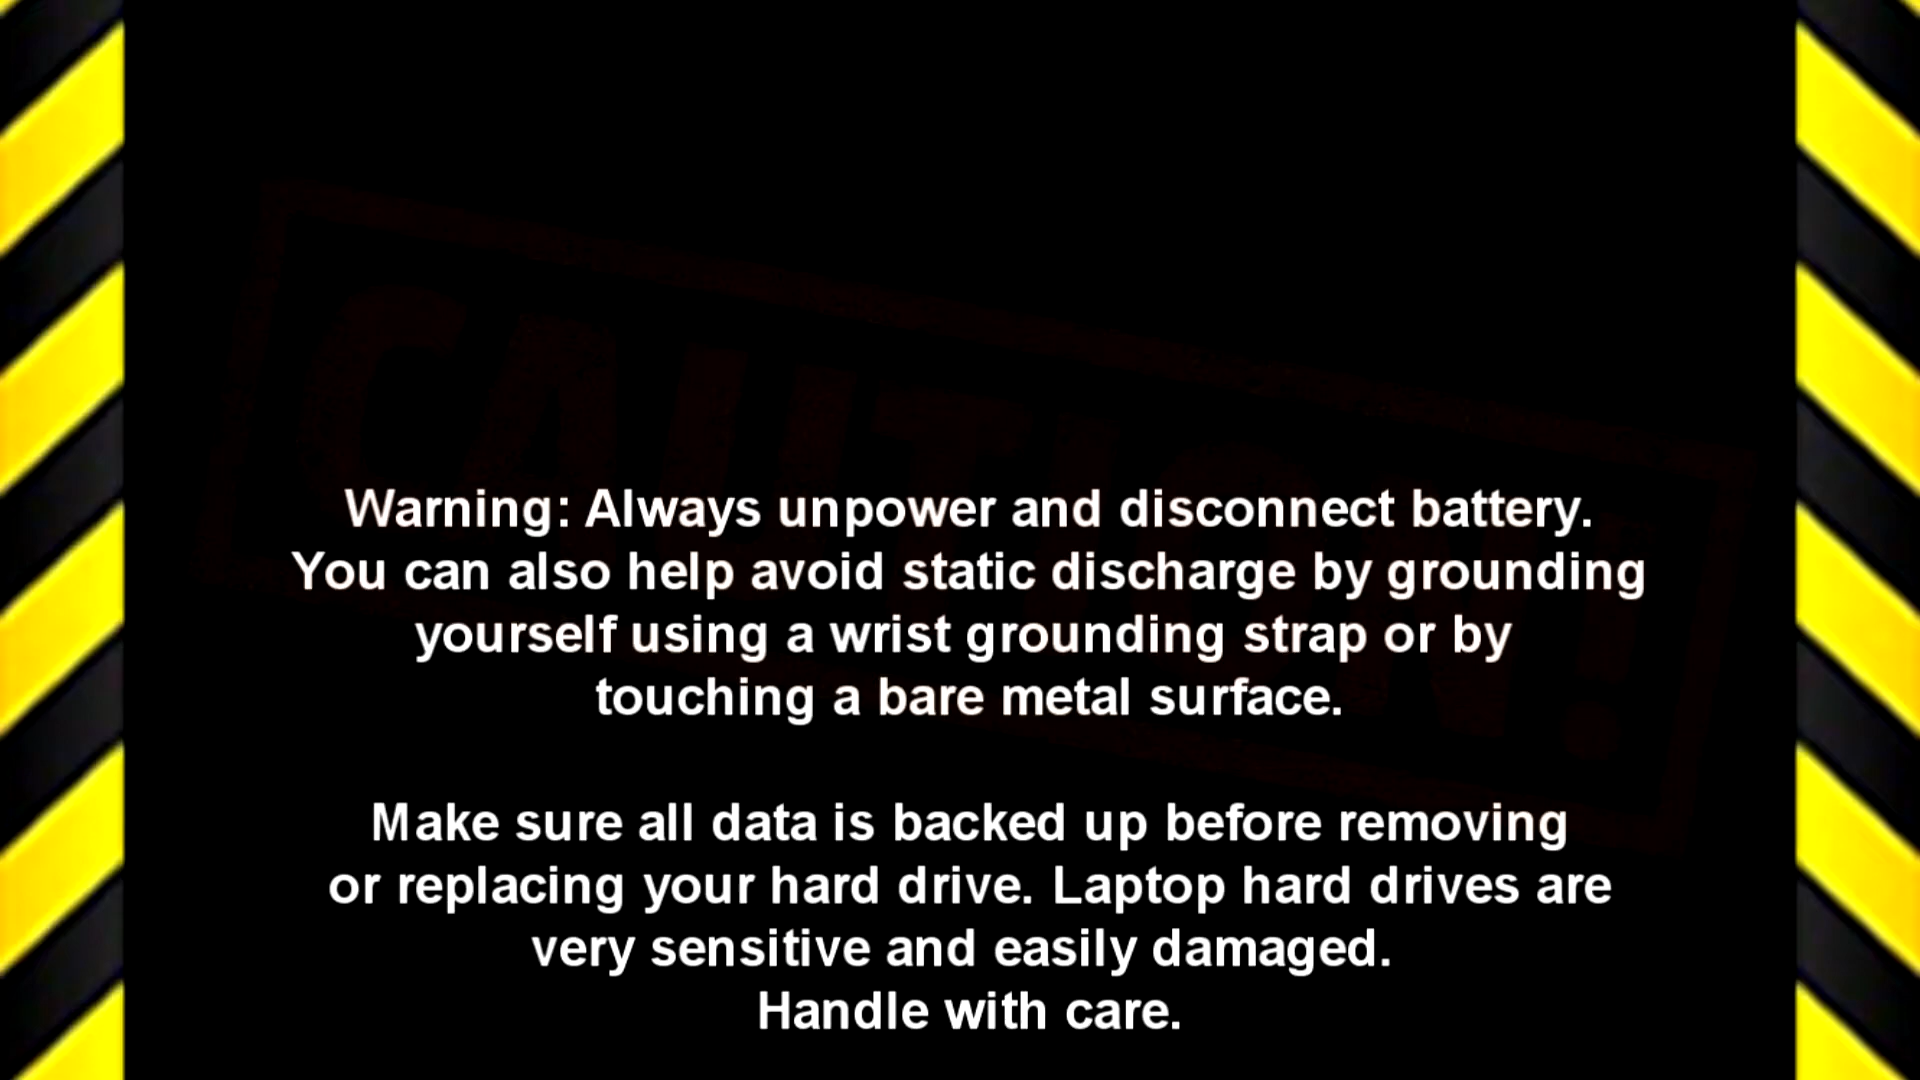 CAUTION!
Warning: Always unpower and disconnect battery.
You can also help avoid static discharge by grounding
yourself using a wrist grounding strap or by
touching a bare metal surface.
Make sure all data is backed up before removing
or replacing your hard drive. Laptop hard drives are
very sensitive and easily damaged.
Handle with care.